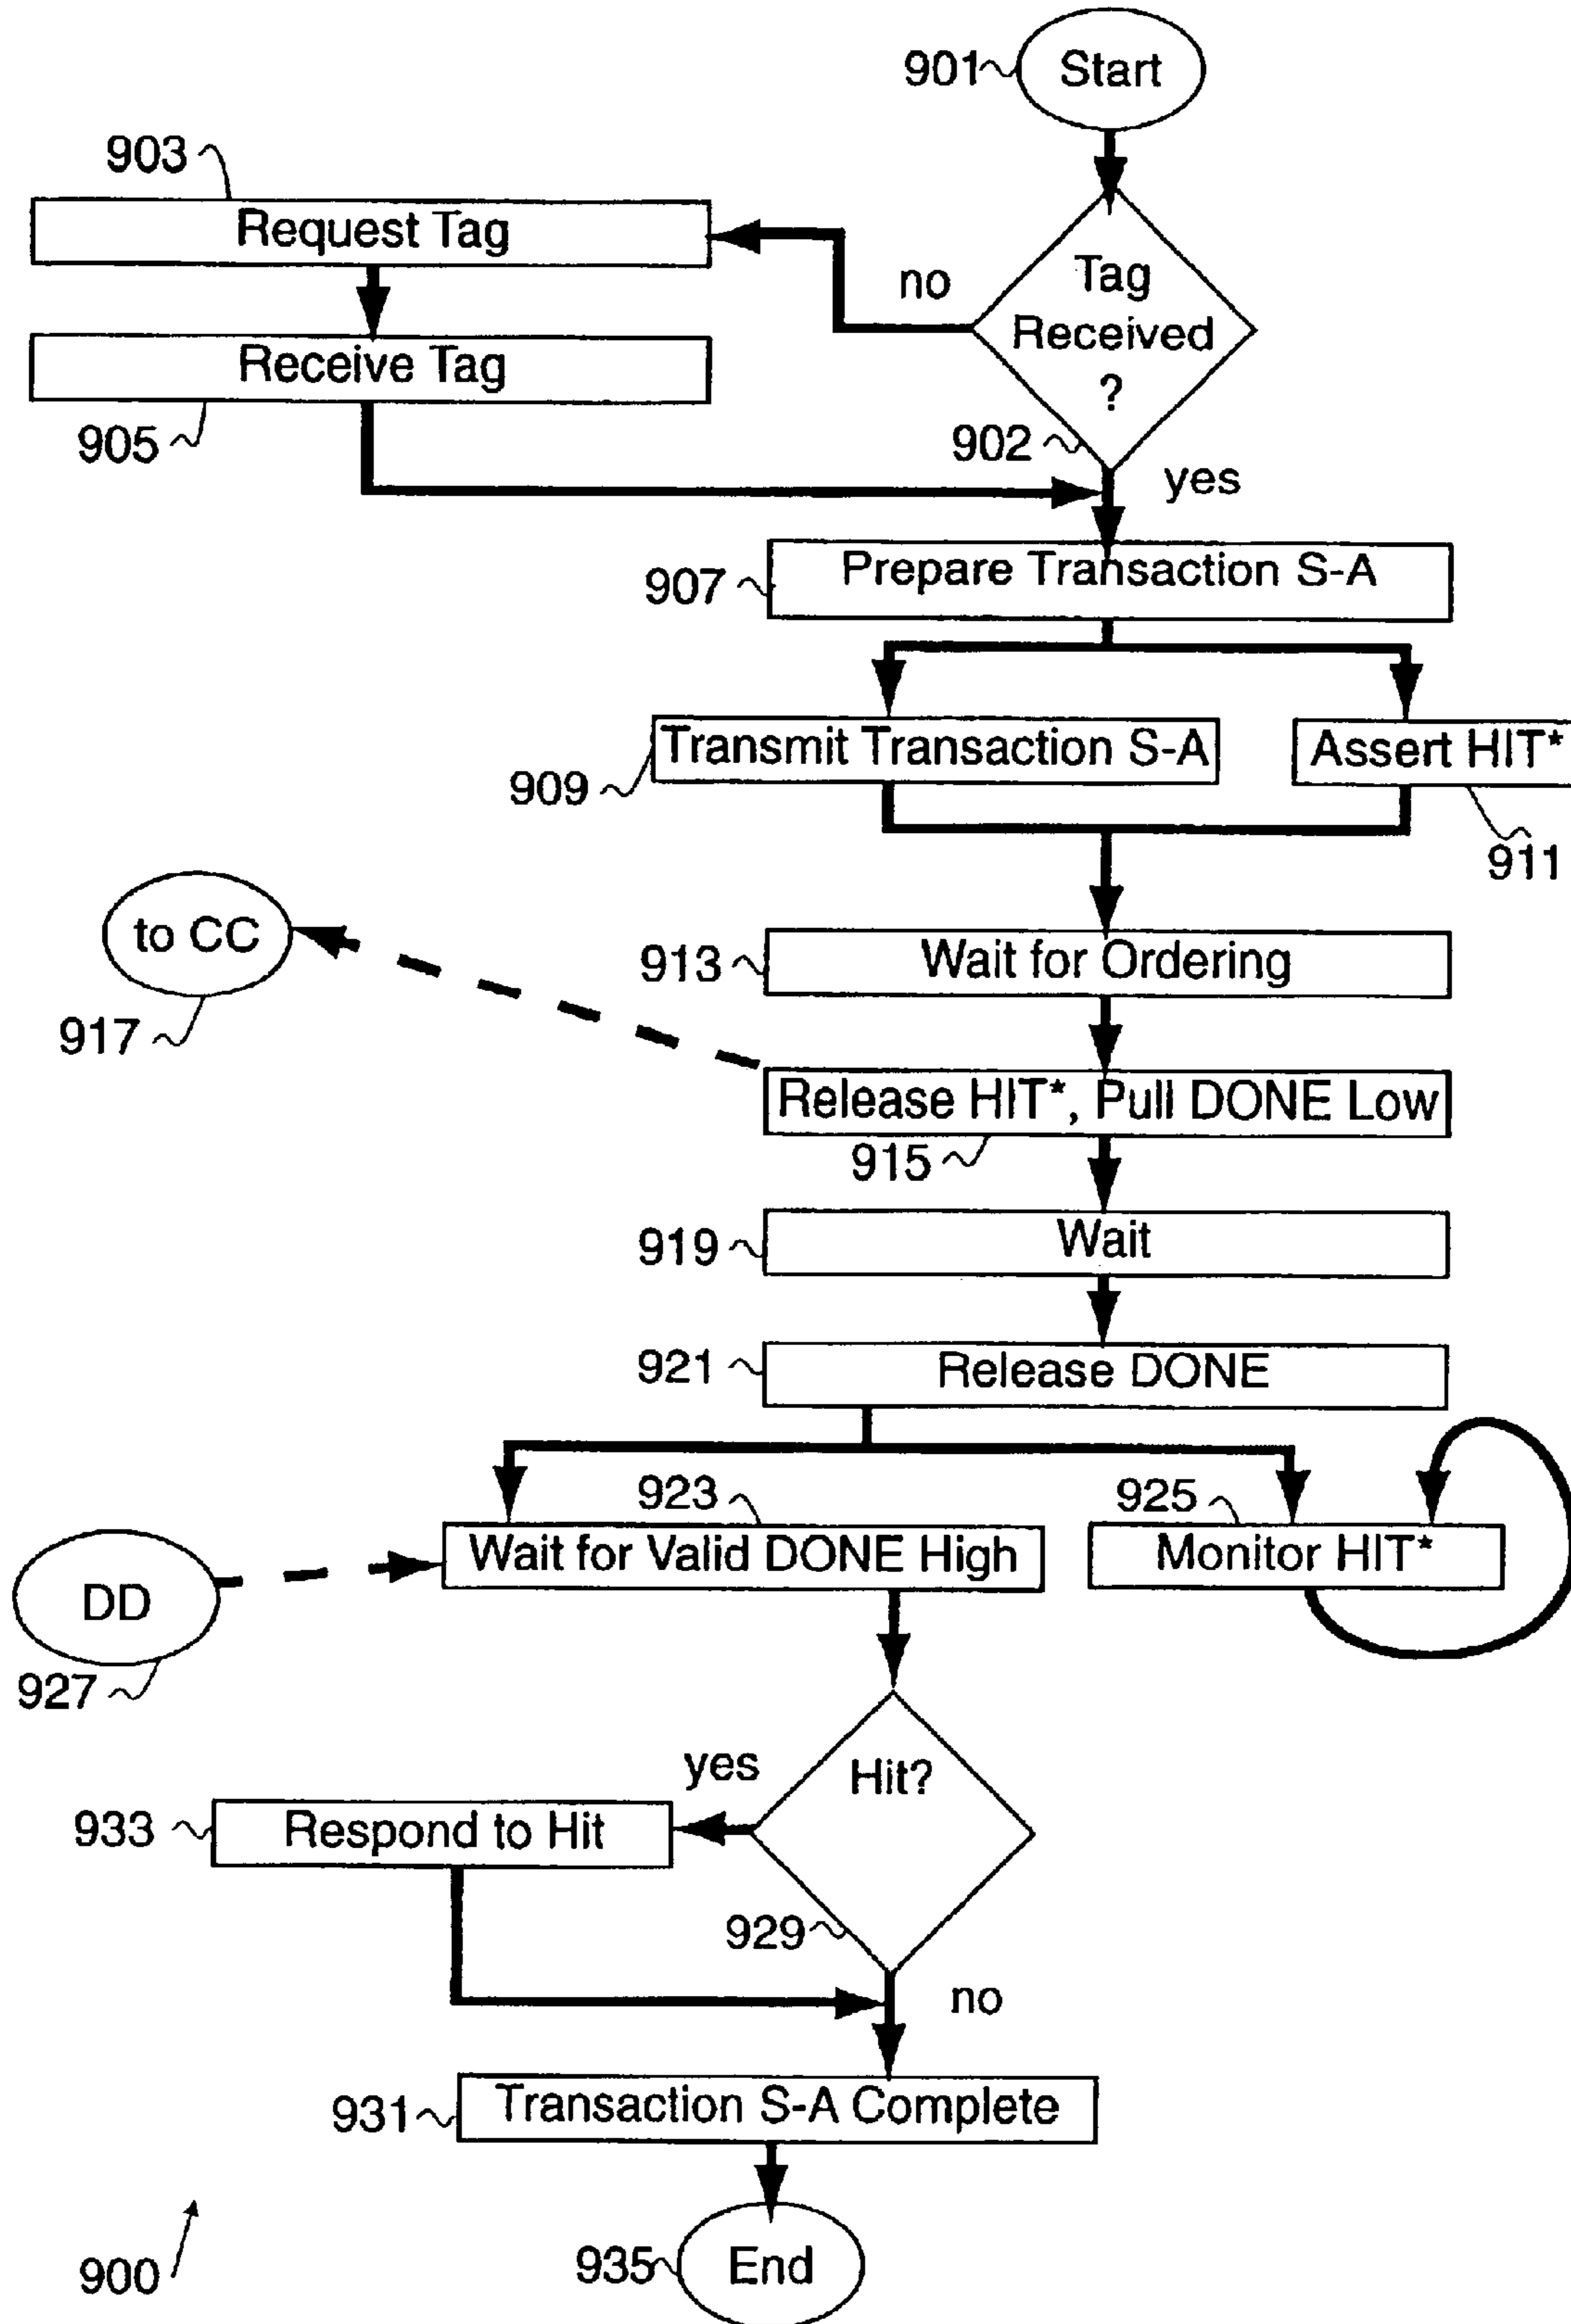 901
Start
903
Request Tag
no
Tag
Received
?
Receive Tag
905
902
yes
Prepare Transaction S-A
907
Transmit Transaction S-A
Assert HIT*
909
911
to CC
913
Wait for Ordering
917
Release HIT*, Pull DONE Low
915
919
Wait
921
Release DONE
923
925
Wait for Valid DONE High
Monitor HIT*
DD
927
yes
Hit?
933
Respond to Hit
929
no
931
Transaction S-A Complete
900
935
End